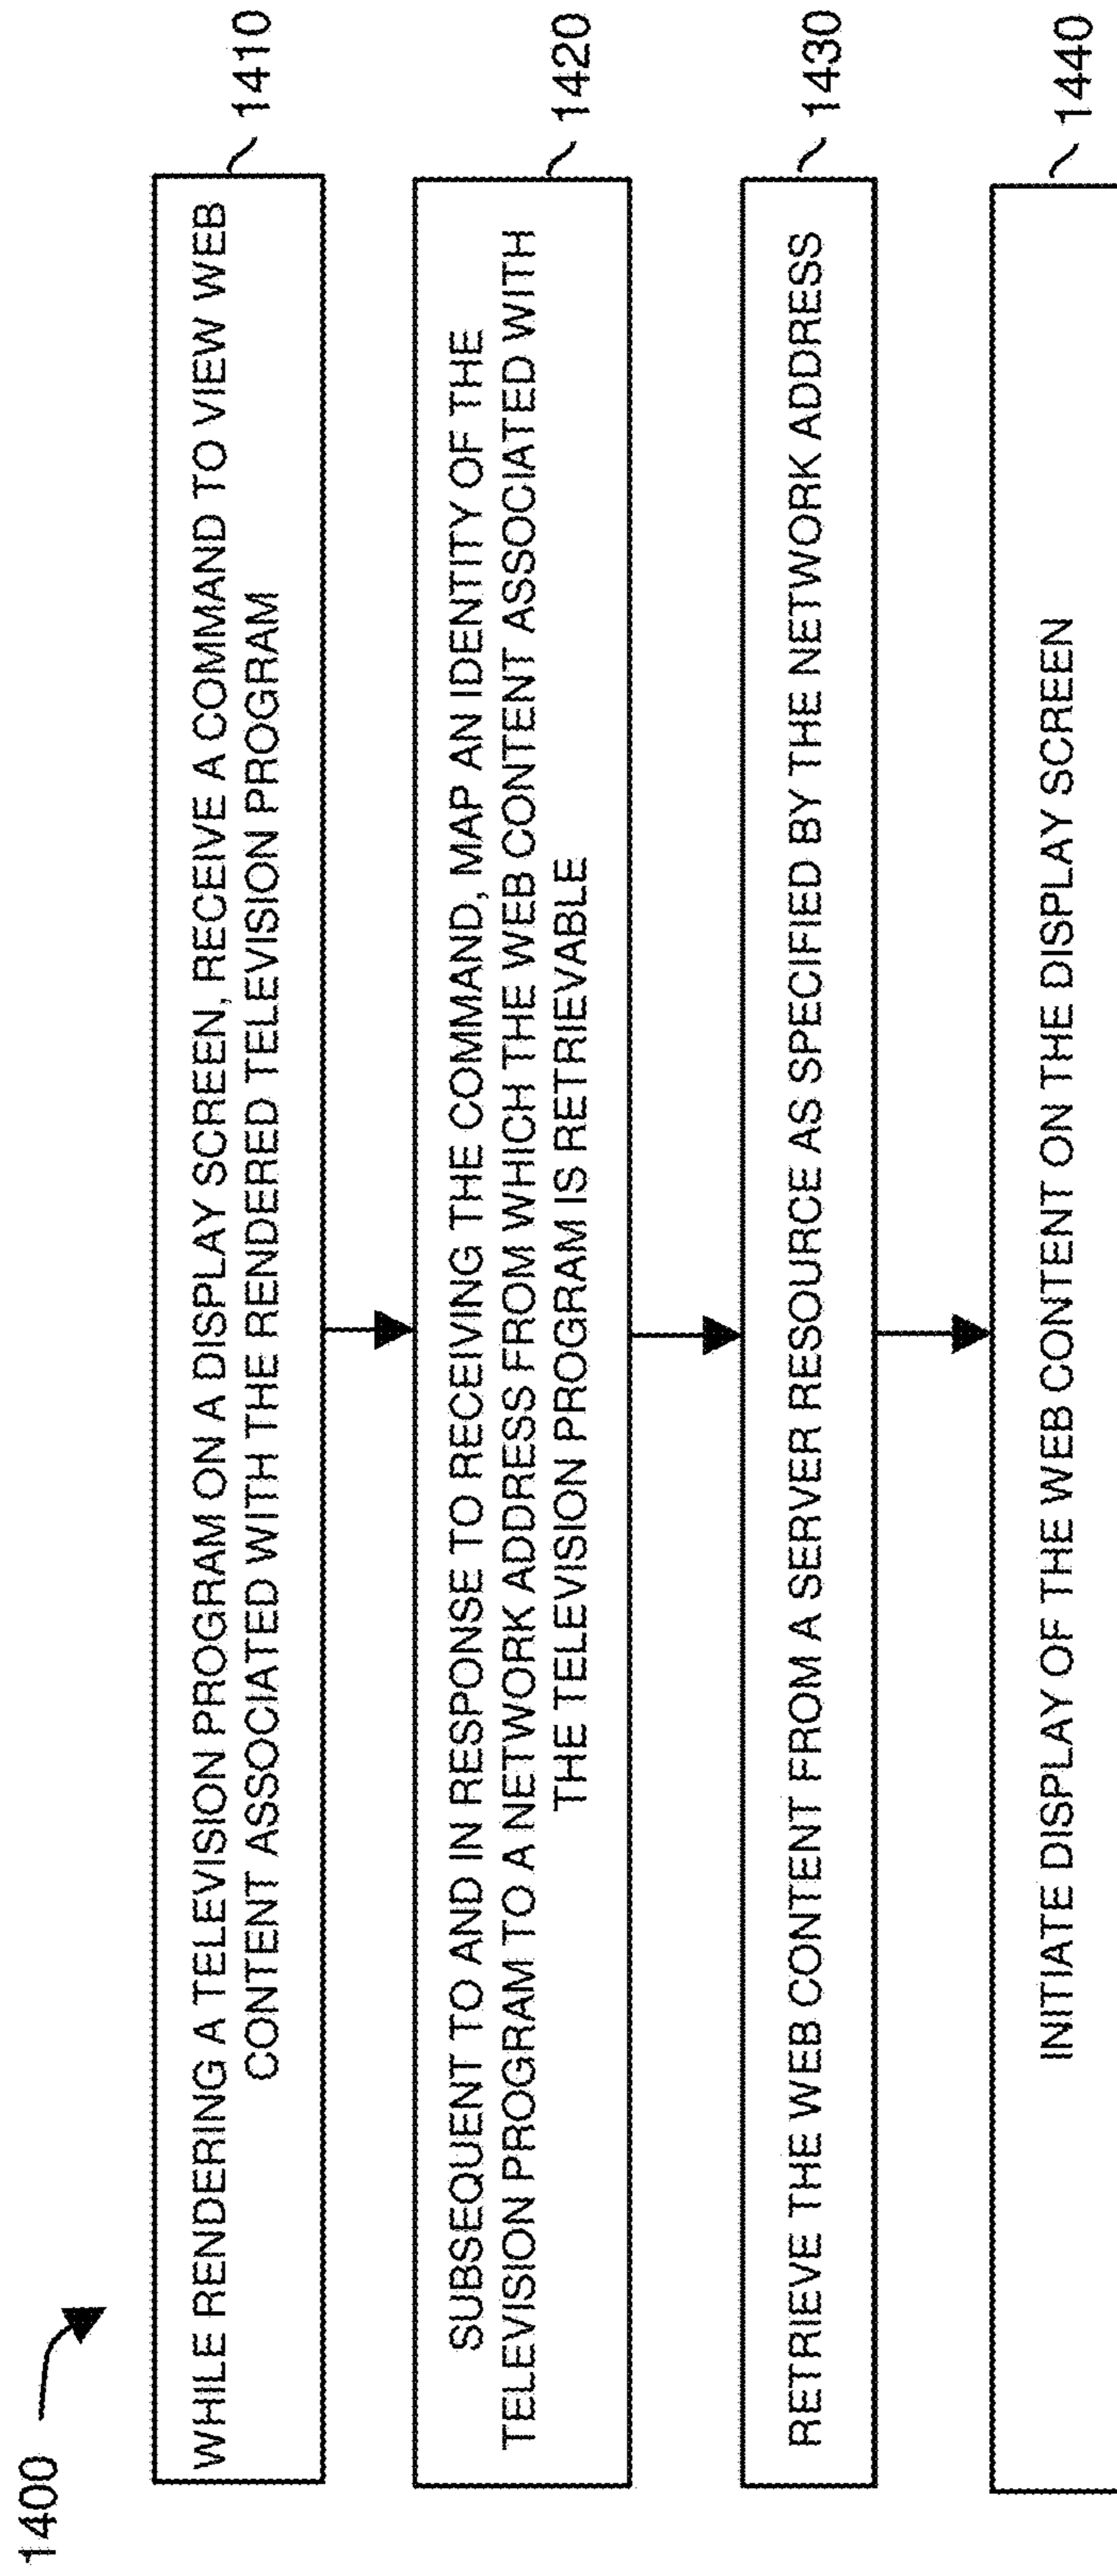 1400
WHILE RENDERING A TELEVISION PROGRAM ON A DISPLAY SCREEN, RECEIVE A COMMAND TO VIEW WEB
CONTENT ASSOCIATED WITH THE RENDERED TELEVISION PROGRAM
1410
SUBSEQUENT TO AND IN RESPONSE TO RECEIVING THE COMMAND, MAP AN IDENTITY OF THE
TELEVISION PROGRAM TO A NETWORK ADDRESS FROM WHICH THE WEB CONTENT ASSOCIATED WITH
THE TELEVISION PROGRAM IS RETRIEVABLE
1420
RETRIEVE THE WEB CONTENT FROM A SERVER RESOURCE AS SPECIFIED BY THE NETWORK ADDRESS
1430
INITIATE DISPLAY OF THE WEB CONTENT ON THE DISPLAY SCREEN
1440